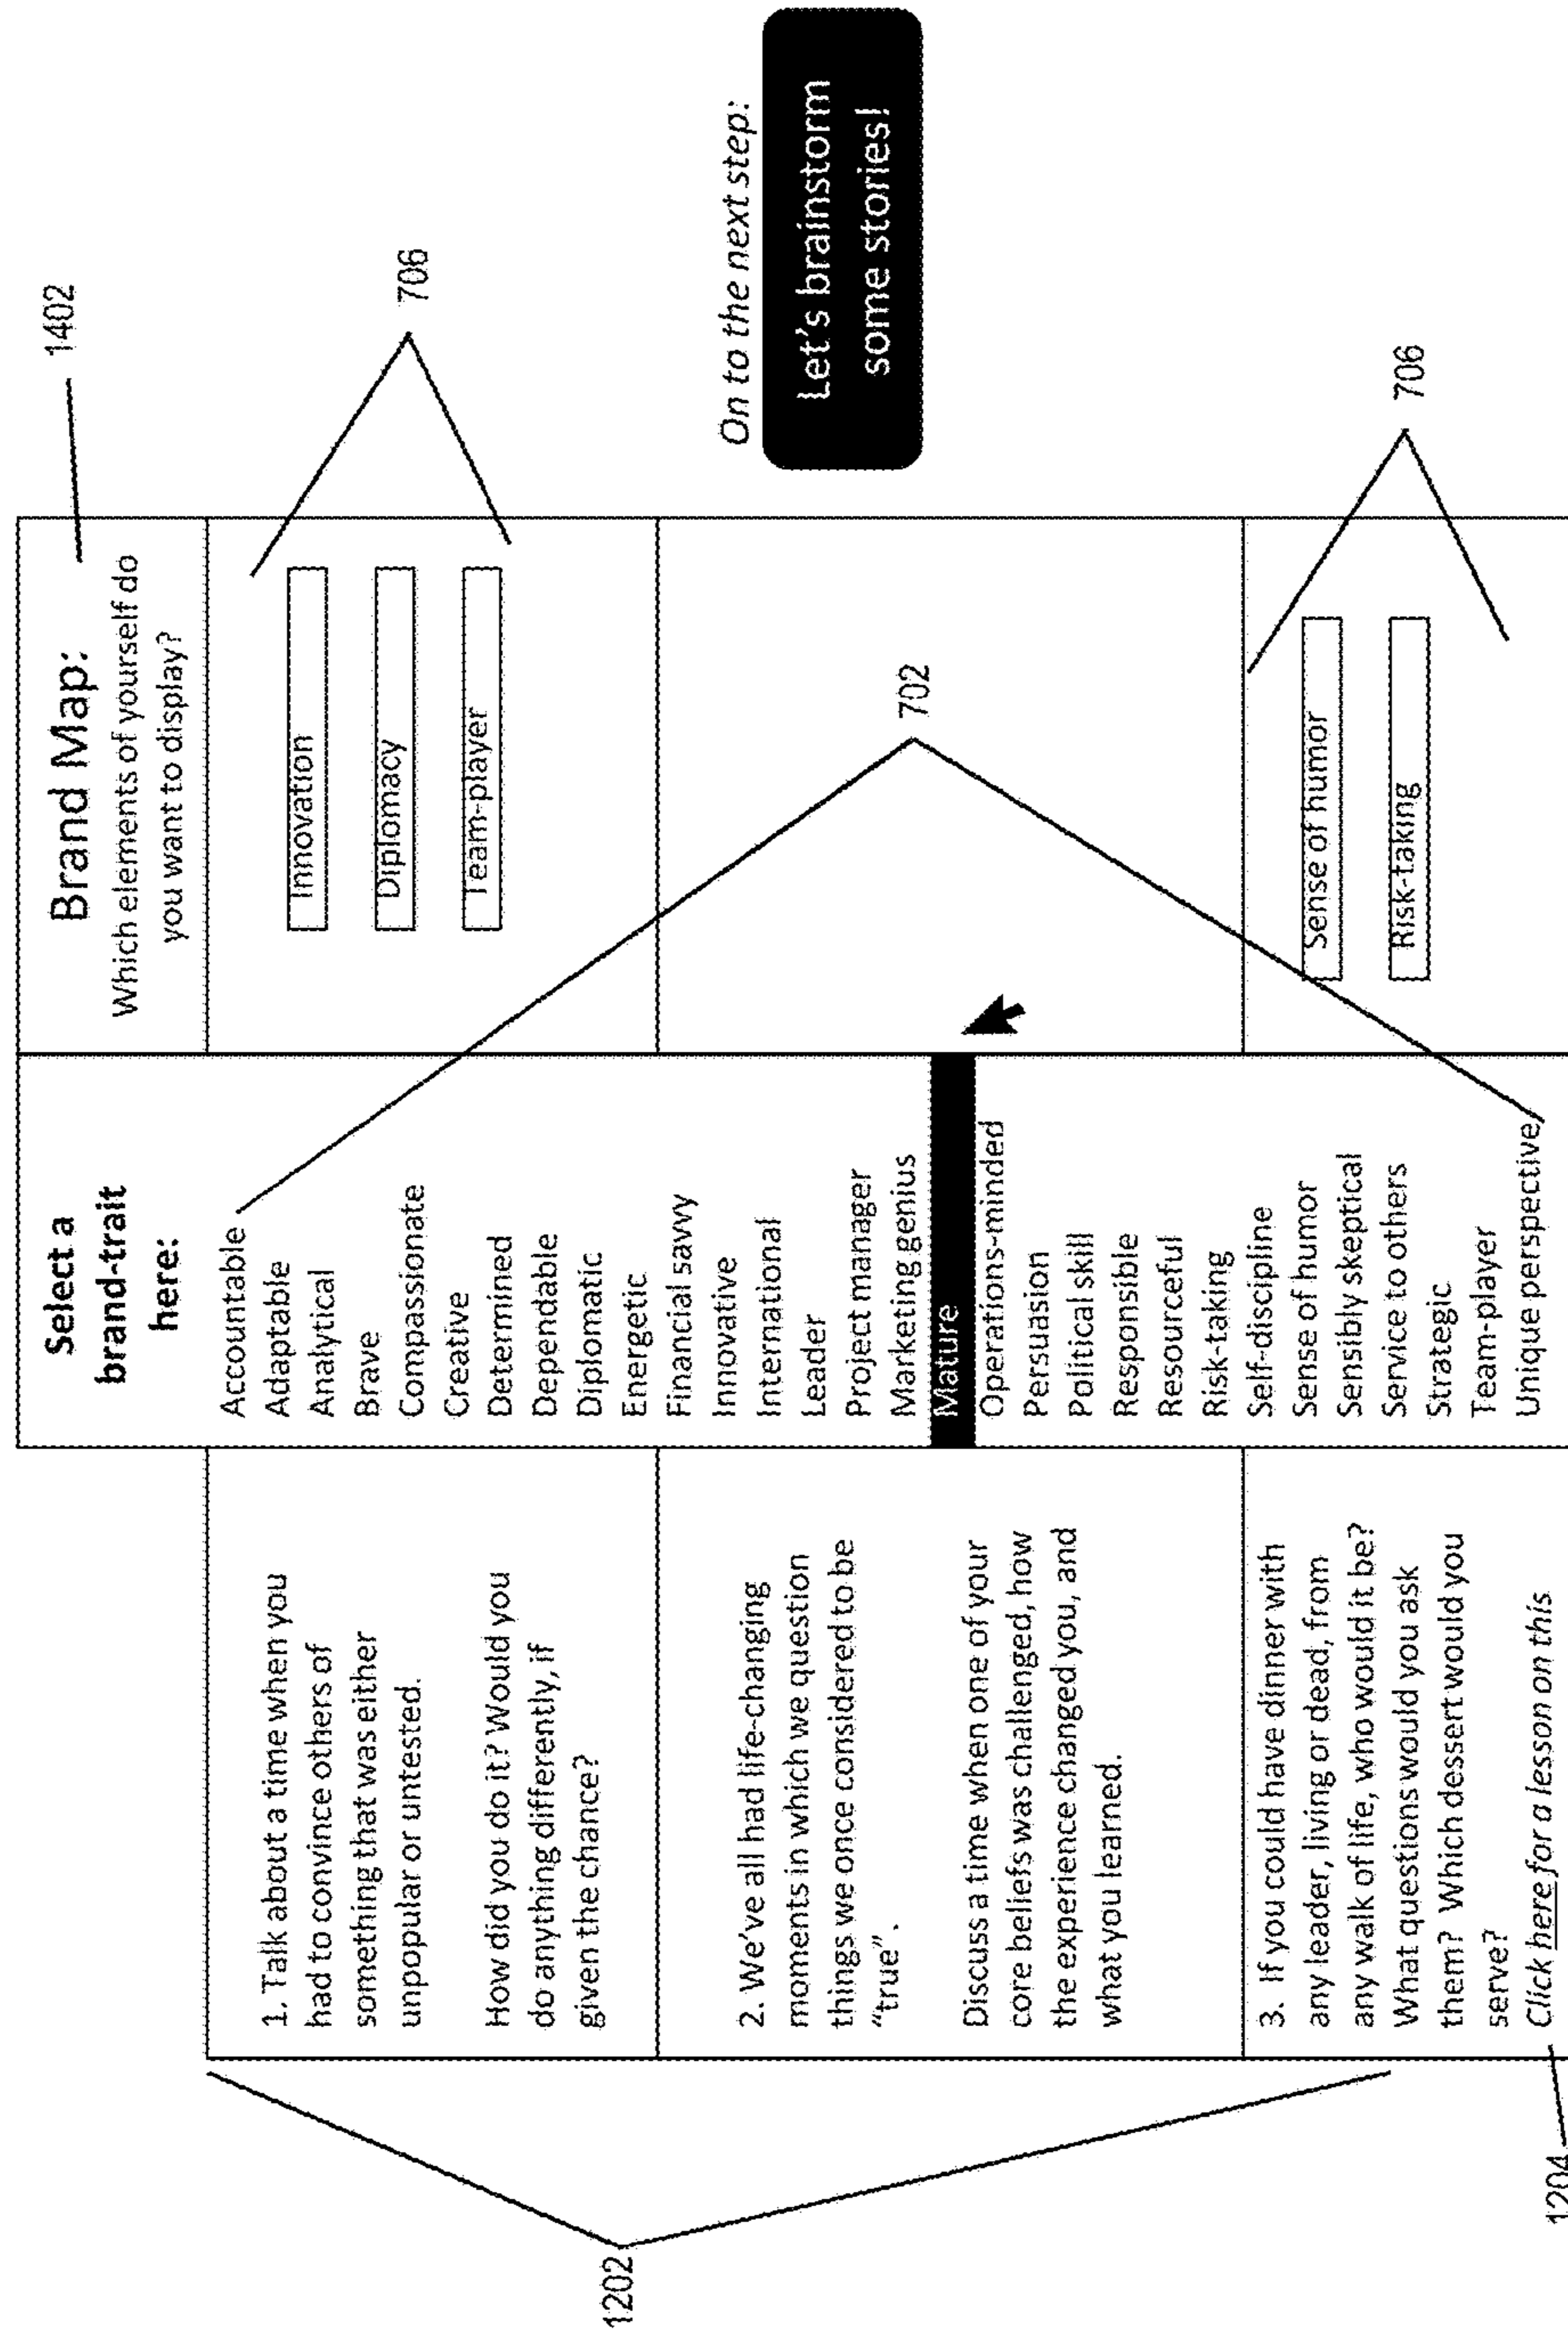 1. Talk about a time when you
had to convince others of
something that was either
unpopular or untested.
How did you do it? Would you
do anything differently, if
given the chance?
2. We've all had life-changing
moments in which we question
things we once considered to be
"true".
Discuss a time when one of your
core beliefs was challenged, how
the experience changed you, and
what you learned.
3. If you could have dinner with
any leader, living or dead, from
any walk of life, who would it be?
What questions would you ask
them? Which dessert would you
serve?
Click here for a lesson on this
1202
1204
Select a
brand-trait
here:
Accountable
Adaptable
Analytical
Brave
Compassionate
Creative
Determined
Dependable
Diplomatic
Energetic
Financial savvy
Innovative
International
Leader
Project manager
Marketing genius
Mature
Operations-minded
Persuasion
Political skill
Responsible
Resourceful
Risk-taking
Self-discipline
Sense of humor
Sensibly skeptical
Service to others
Strategic
Team-player
Unique perspective
702
Brand Map:
Which elements of yourself do
you want to display?
1402
Innovation
Diplomacy
Team-player
706
Sense of humor
Risk-taking
706
On to the next step:
Let's brainstorm
some stories!